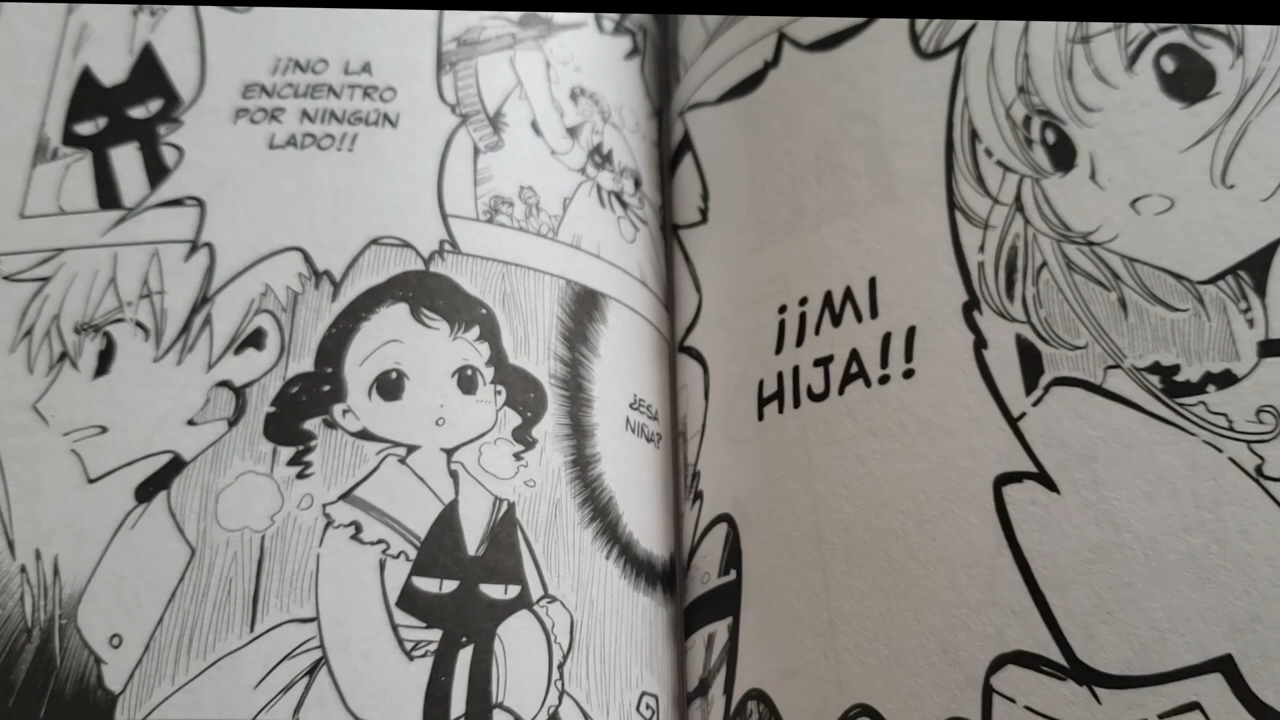 ¡¡NO LA
ENCUENTRO
POR NINGÚN
LADO!!
¿ESA
NIÑA?
¡¡MI
HIJA!!